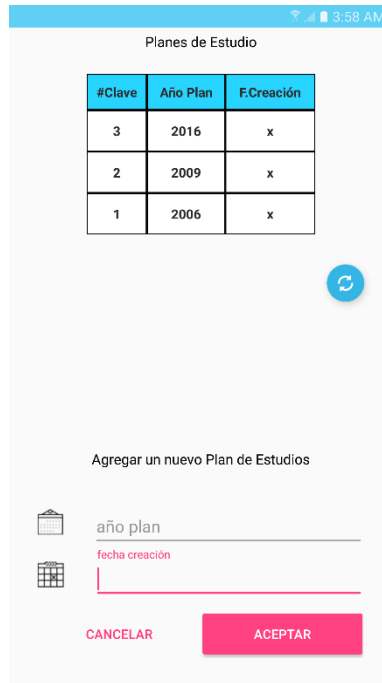 3:58 AM
Planes de Estudio
#Clave Año Plan F.Creación
3 2016 x
2 2009 x
1 2006 x
Agregar un nuevo Plan de Estudios
año plan
fecha creación
CANCELAR ACEPTAR